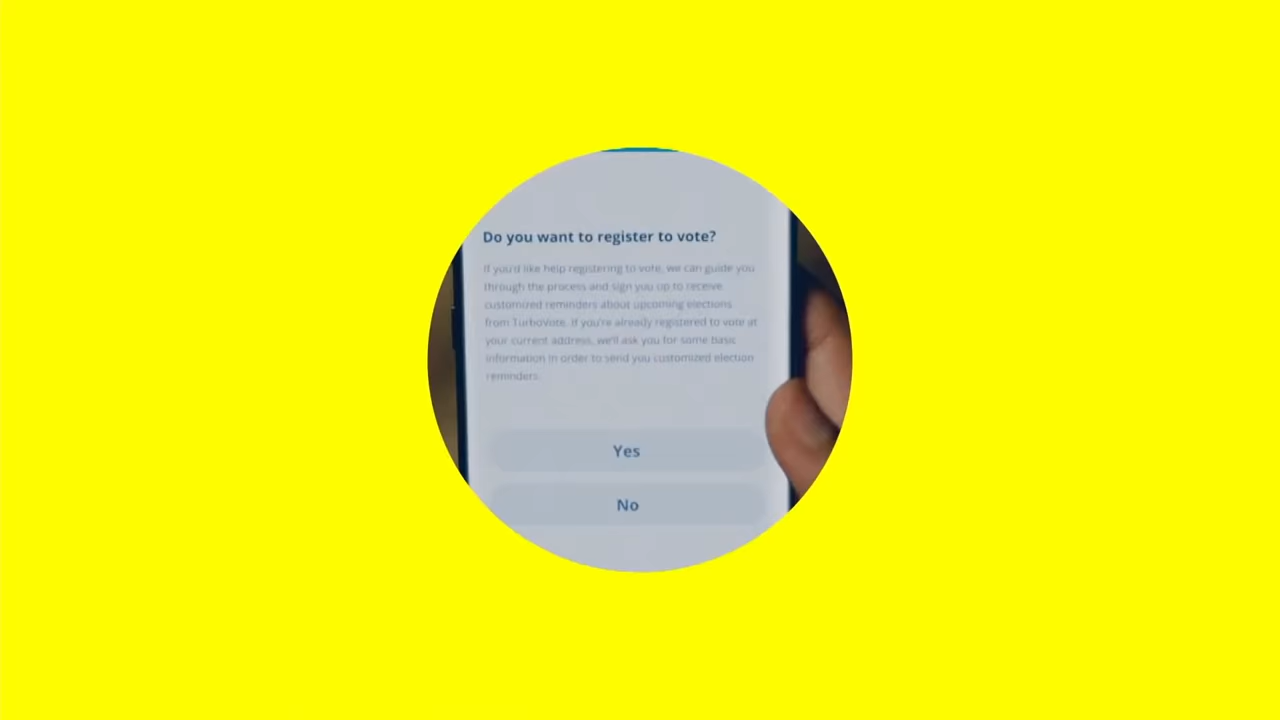 Do you want to register to vote?
If you'd like help registering to vote, we can guide you
through the process and sign you up to receive
customized reminders about upcoming elections
from TurboVote. If you're already registered to vote at
your current address, we'll ask you for some basic
information in order to send you customized election
reminders.
Yes
No